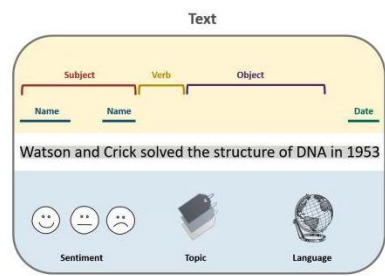 Text
Subject Verb Object
Name Name Date
Watson and Crick solved the structure of DNA in 1953
Sentiment Topic Language